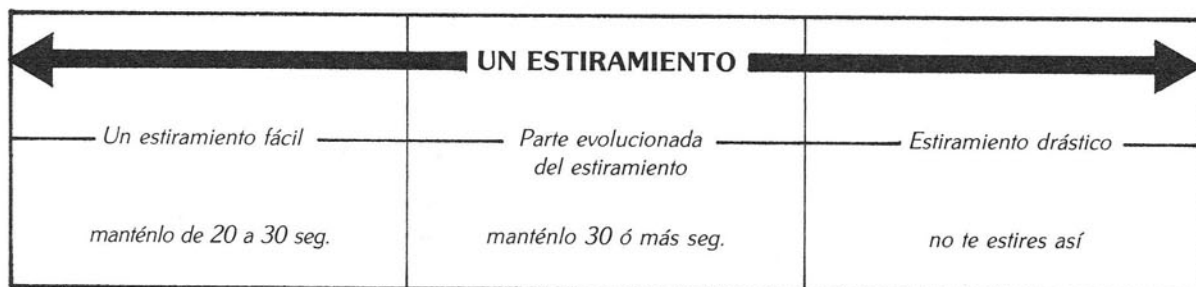 UN ESTIRAMIENTO
Un estiramiento fácil
Parte evolucionada
del estiramiento
Estiramiento drástico
manténlo de 20 a 30 seg.
manténlo 30 ó más seg.
no te estires así